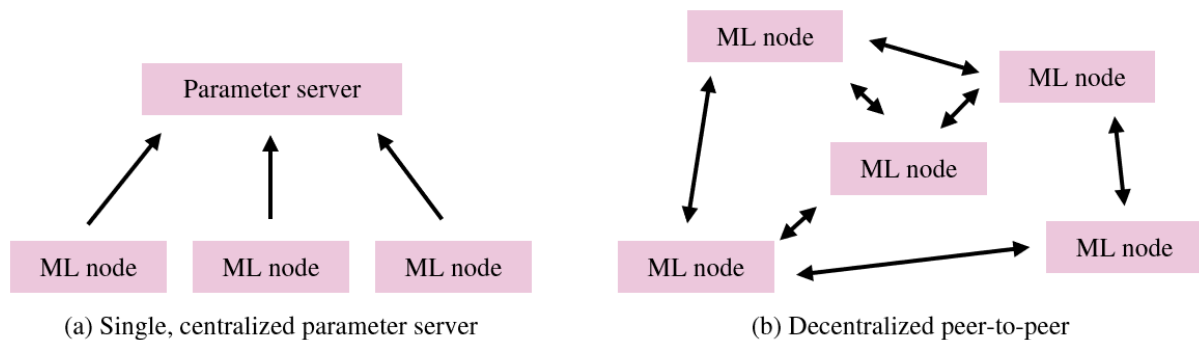 Parameter server
ML node
ML node
ML node
(a) Single, centralized parameter server
ML node
ML node
ML node
ML node
ML node
(b) Decentralized peer-to-peer